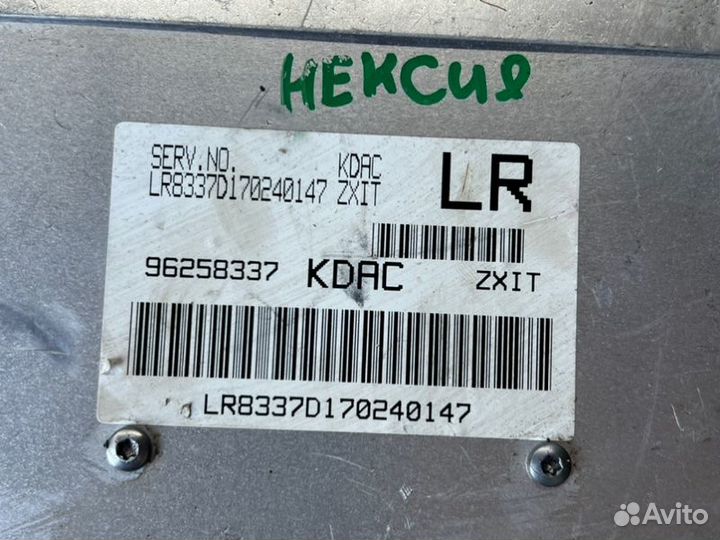 НЕКСИЯ
SERV.NO. KDAC
LR8337D170240147 ZXIT
LR
96258337 KDAC ZXIT
LR8337D170240147
Avito